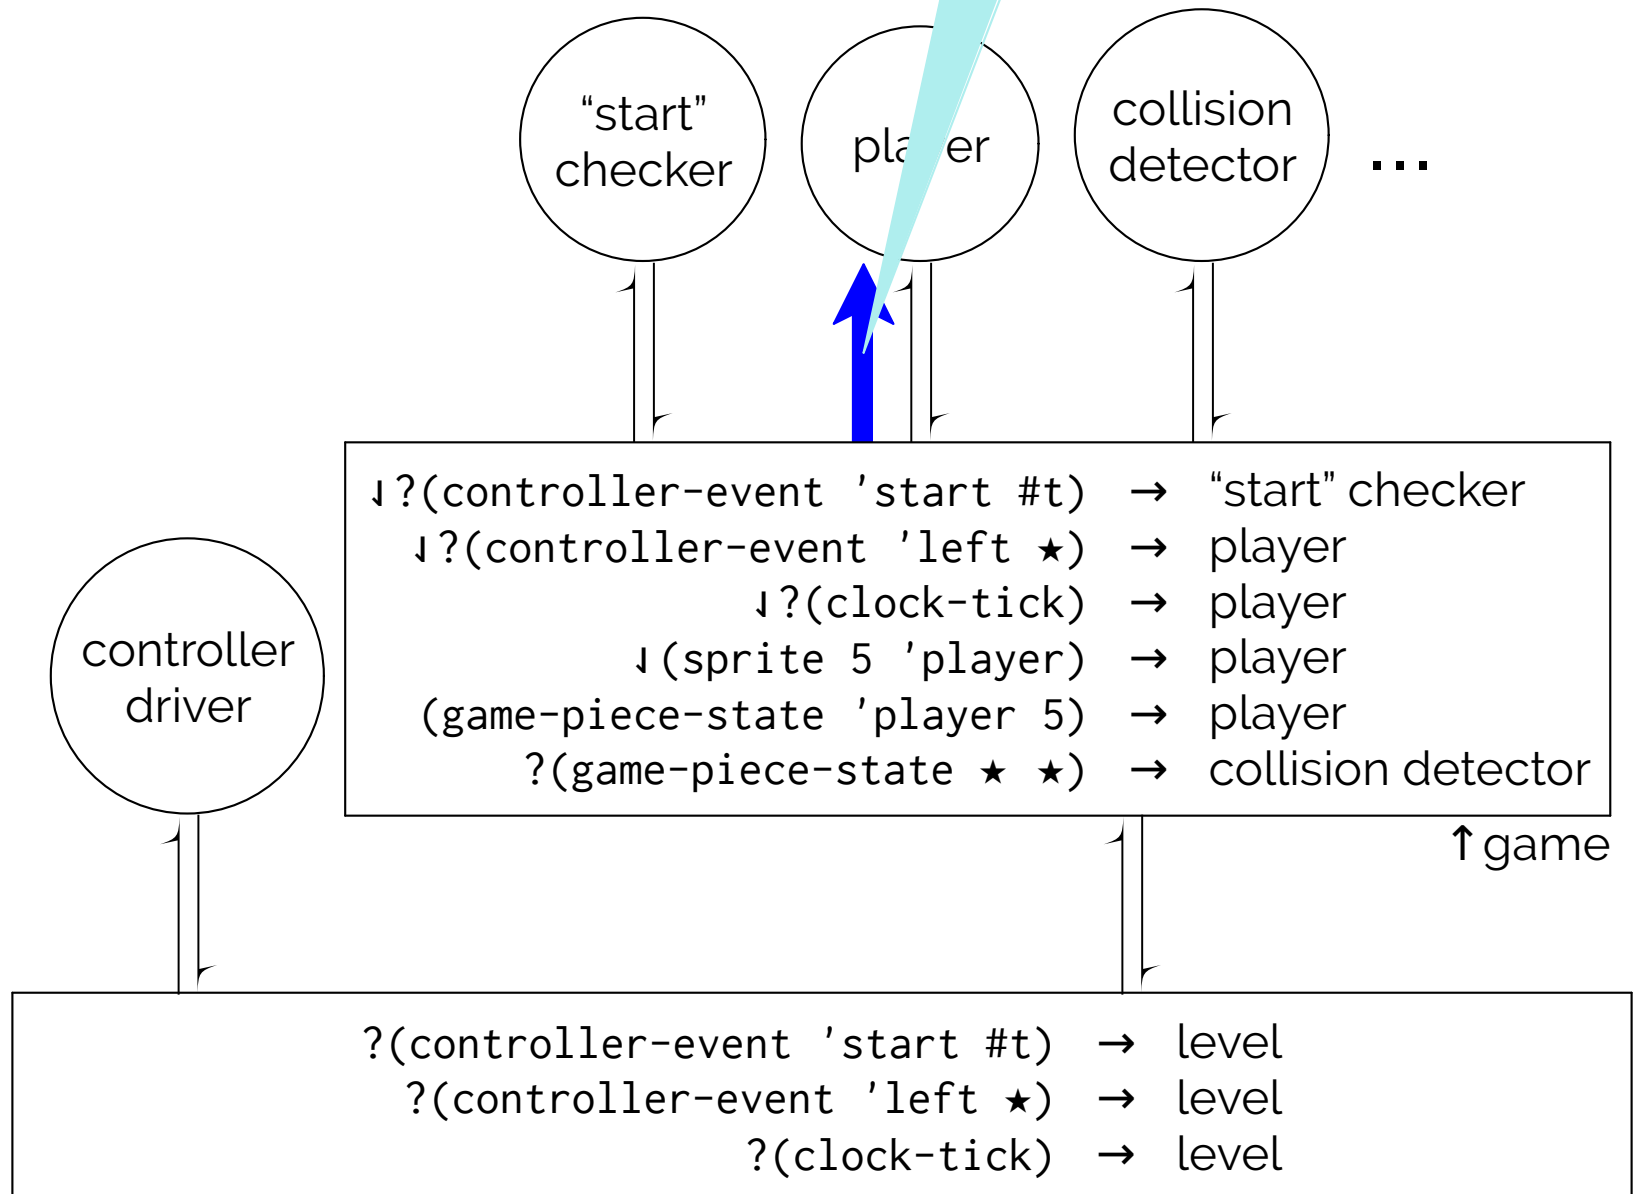 “start”
checker
pla er
collision
detector
...
⇃?(controller-event 'start #t) → “start” checker
⇃?(controller-event 'left ★) → player
⇃?(clock-tick) → player
⇃(sprite 5 'player) → player
(game-piece-state 'player 5) → player
?(game-piece-state ★ ★) → collision detector
controller
driver
↑game
?(controller-event 'start #t) → level
?(controller-event 'left ★) → level
?(clock-tick) → level